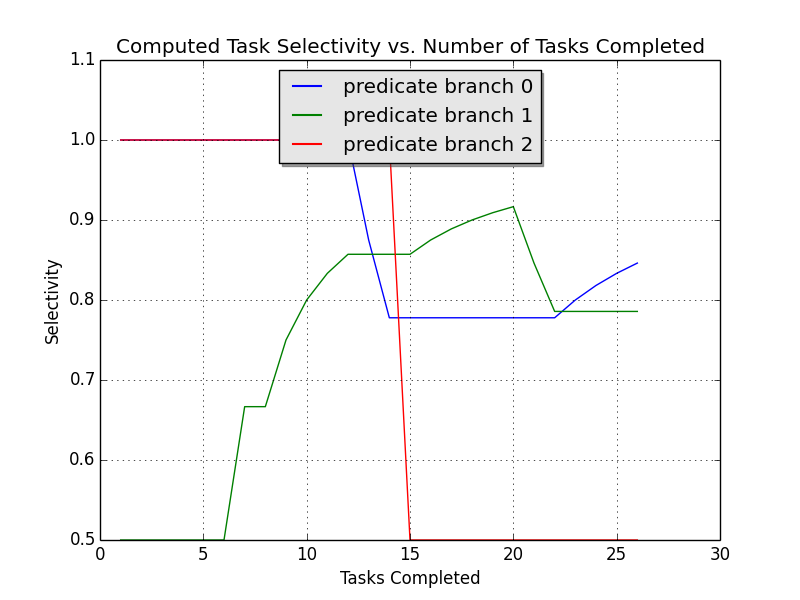 Computed Task Selectivity vs. Number of Tasks Completed
predicate branch 0
predicate branch 1
predicate branch 2
1.1
1.0
0.9
0.8
0.7
0.6
0.5
Selectivity
0 5 10 15 20 25 30
Tasks Completed